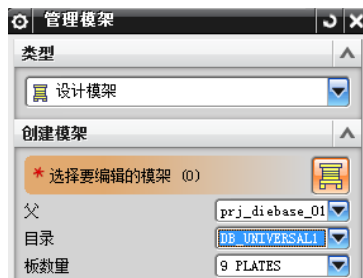 管理模架
类型
设计模架
创建模架
* 选择要编辑的模架 (0)
父 prj_diebase_01
目录 DB_UNIVERSAL1
板数量 9 PLATES